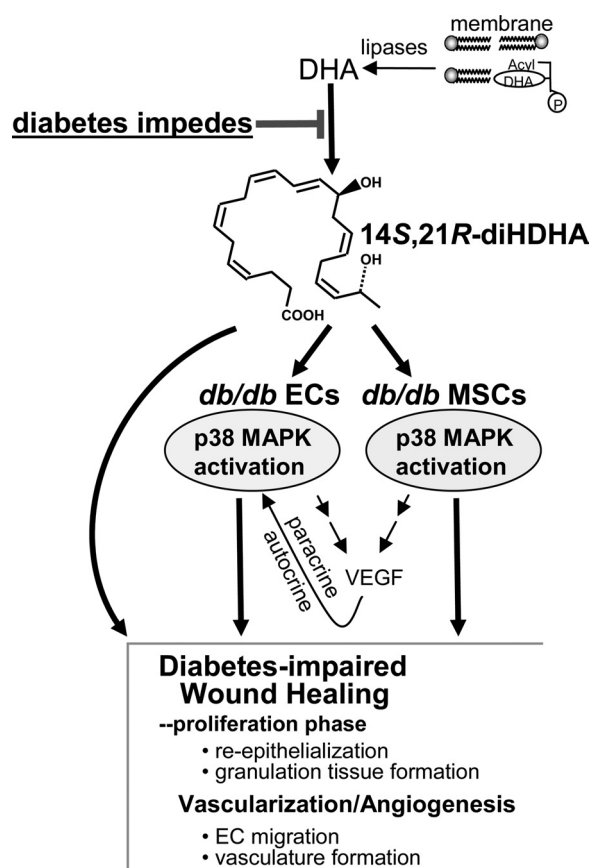 membrane
lipases
DHA
Acyl
DHA
P
diabetes impedes
OH
14S,21R-diHDHA
OH
COOH
db/db ECs
db/db MSCs
p38 MAPK
activation
p38 MAPK
activation
paracrine
autocrine
VEGF
Diabetes-impaired
Wound Healing
--proliferation phase
• re-epithelialization
• granulation tissue formation
Vascularization/Angiogenesis
• EC migration
• vasculature formation